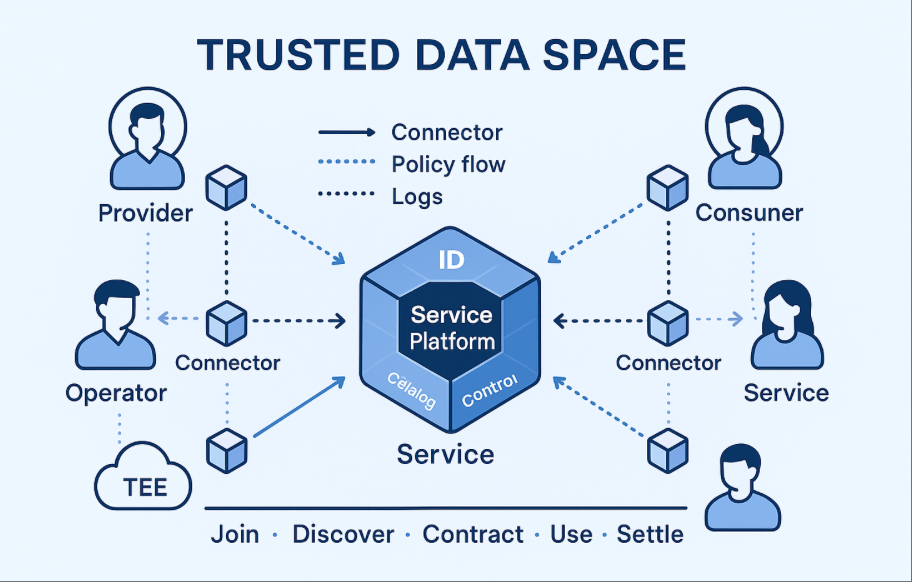 TRUSTED DATA SPACE
Connector
Policy flow
Logs
Provider
Consuner
ID
Service
Platform
Célalog
Control
Connector
Connector
Operator
Service
Service
TEE
Join · Discover · Contract · Use · Settle